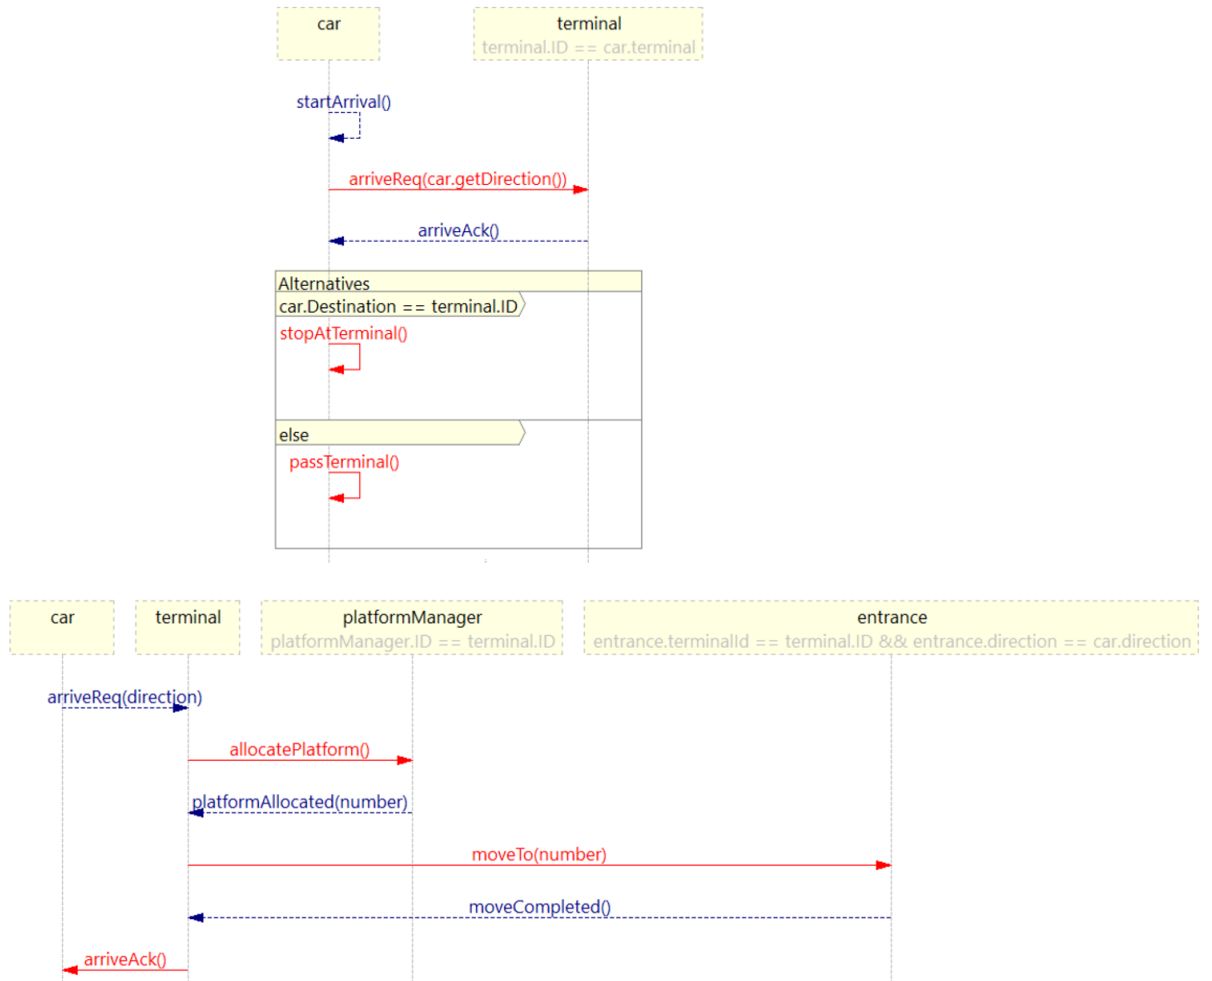 car
terminal
terminal.ID == car.terminal
startArrival()
arriveReq(car.getDirection())
arriveAck()
Alternatives
car.Destination == terminal.ID
stopAtTerminal()
else
passTerminal()
car
terminal
platformManager
platformManager.ID == terminal.ID
entrance
entrance.terminalId == terminal.ID && entrance.direction == car.direction
arriveReq(direction)
allocatePlatform()
platformAllocated(number)
moveTo(number)
moveCompleted()
arriveAck()